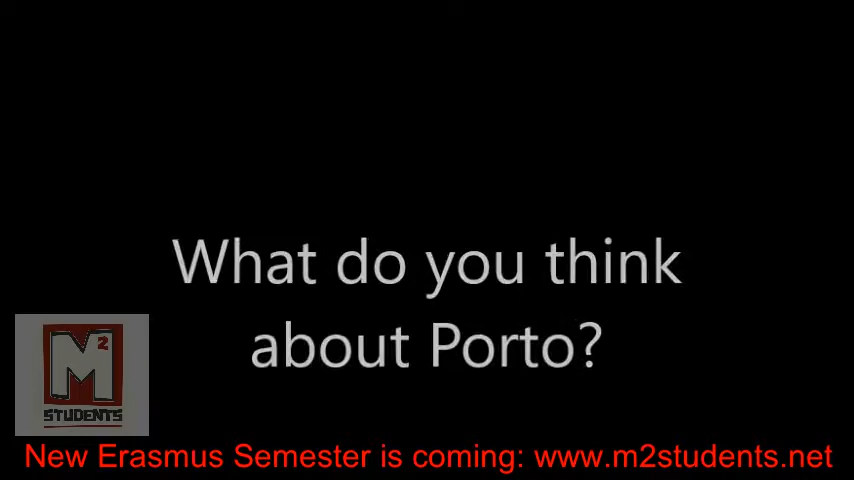 What do you think
about Porto?
M2
STUDENTS
New Erasmus Semester is coming: www.m2students.net